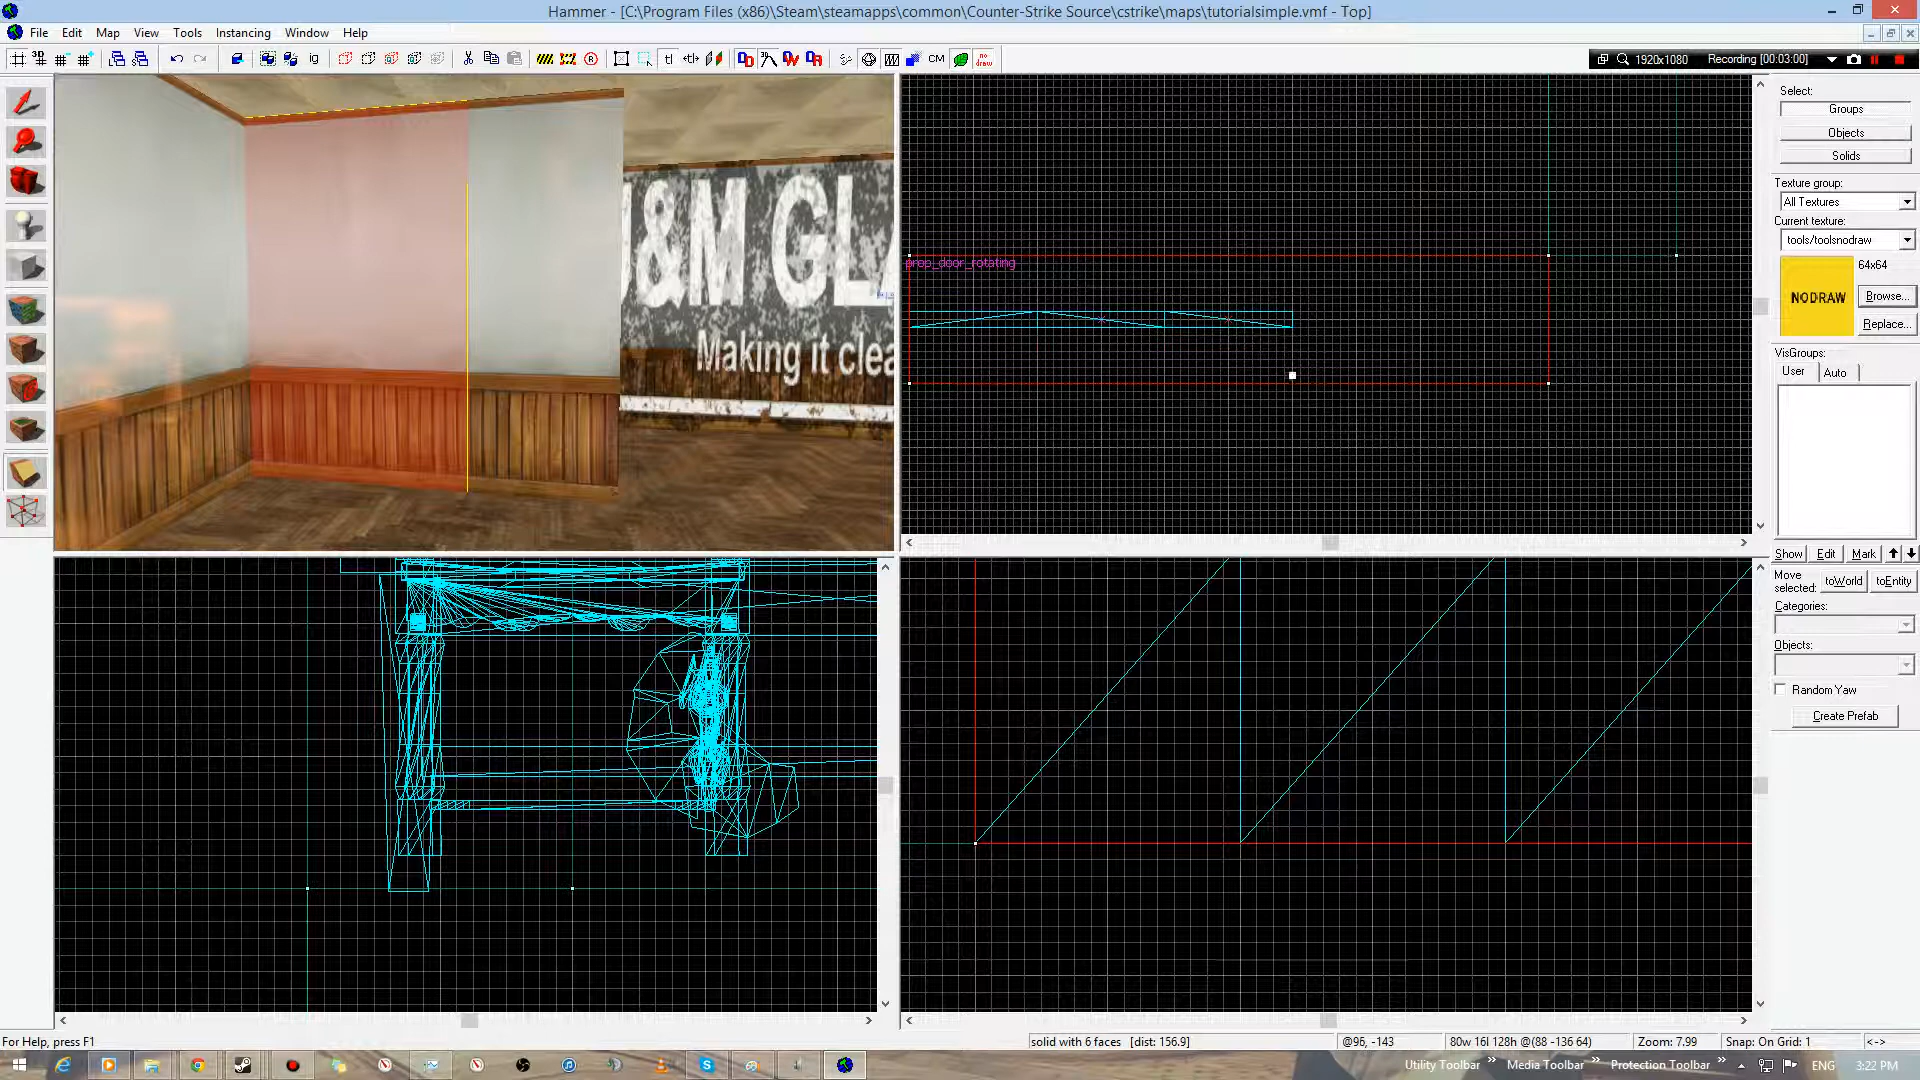 Hammer - [C:\Program Files (x86)\Steam\steamapps\common\Counter-Strike Source\cstrike\maps\tutorialsimple.vmf - Top]
File Edit Map View Tools Instancing Window Help
1920x1080 Recording [00:03:00]
Select:
Groups
Objects
Solids
Texture group:
All Textures
Current texture:
tools/toolsnodraw
64x64
NODRAW
Browse...
Replace...
VisGroups:
User Auto
Show Edit Mark
Move selected:
toWorld toEntity
Categories:
Objects:
Random Yaw
Create Prefab
prop_door_rotating
M&M GLA
Making it clea
For Help, press F1
solid with 6 faces [dist: 156.9]
@96, -143
80w 16l 128h @(88 -136 64)
Zoom: 7.99
Snap: On Grid: 1
<->
Utility Toolbar
Media Toolbar
Protection Toolbar
ENG
3:22 PM